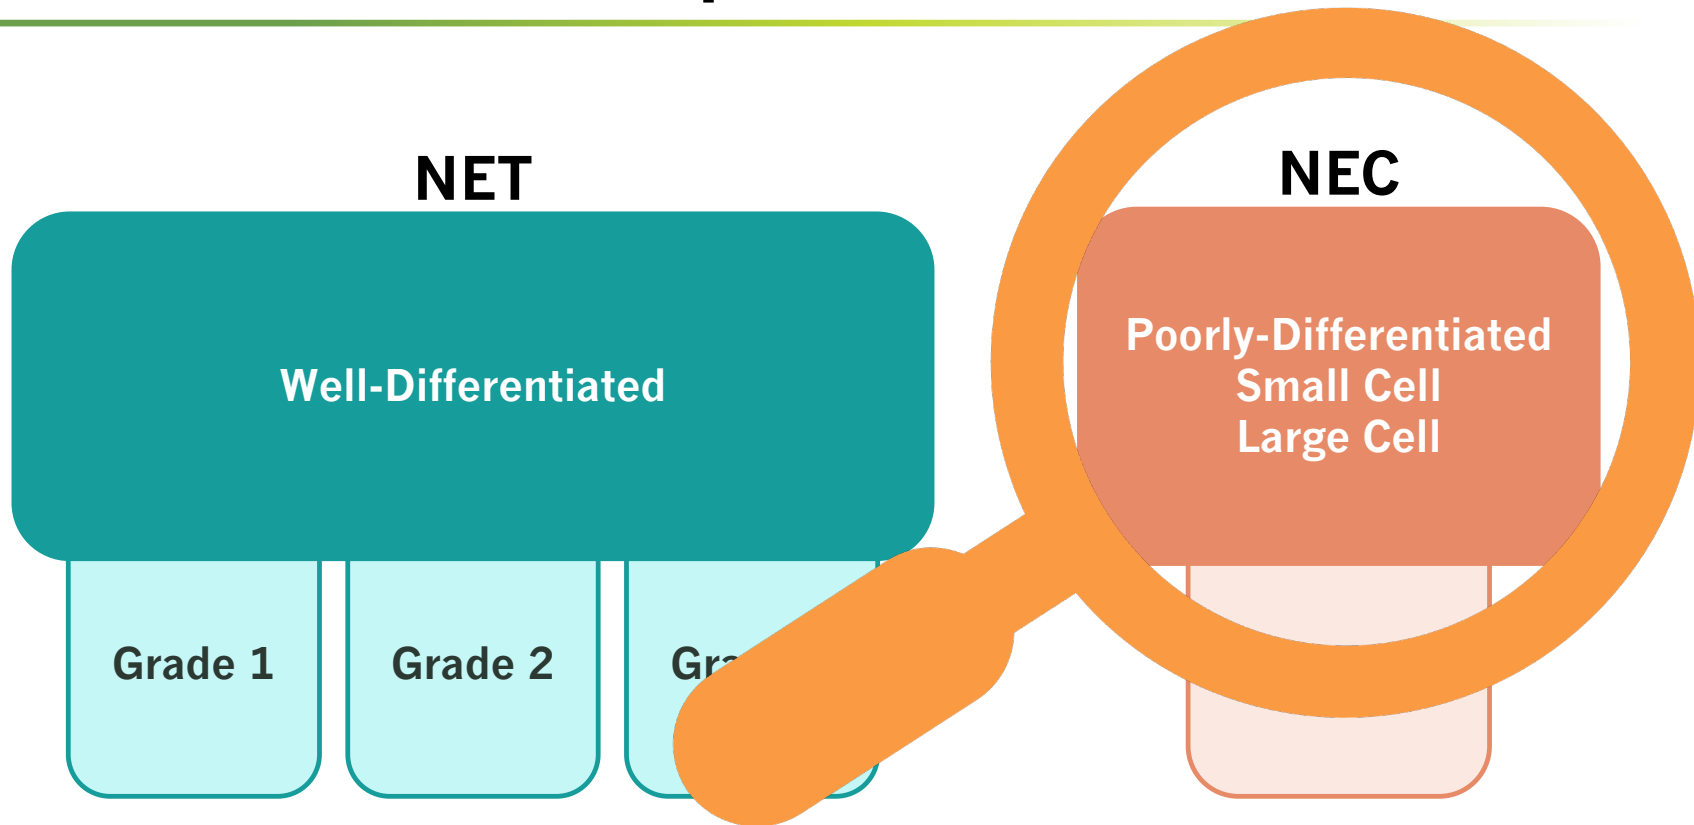 NET
NEC
Well-Differentiated
Poorly-Differentiated
Small Cell
Large Cell
Grade 1
Grade 2